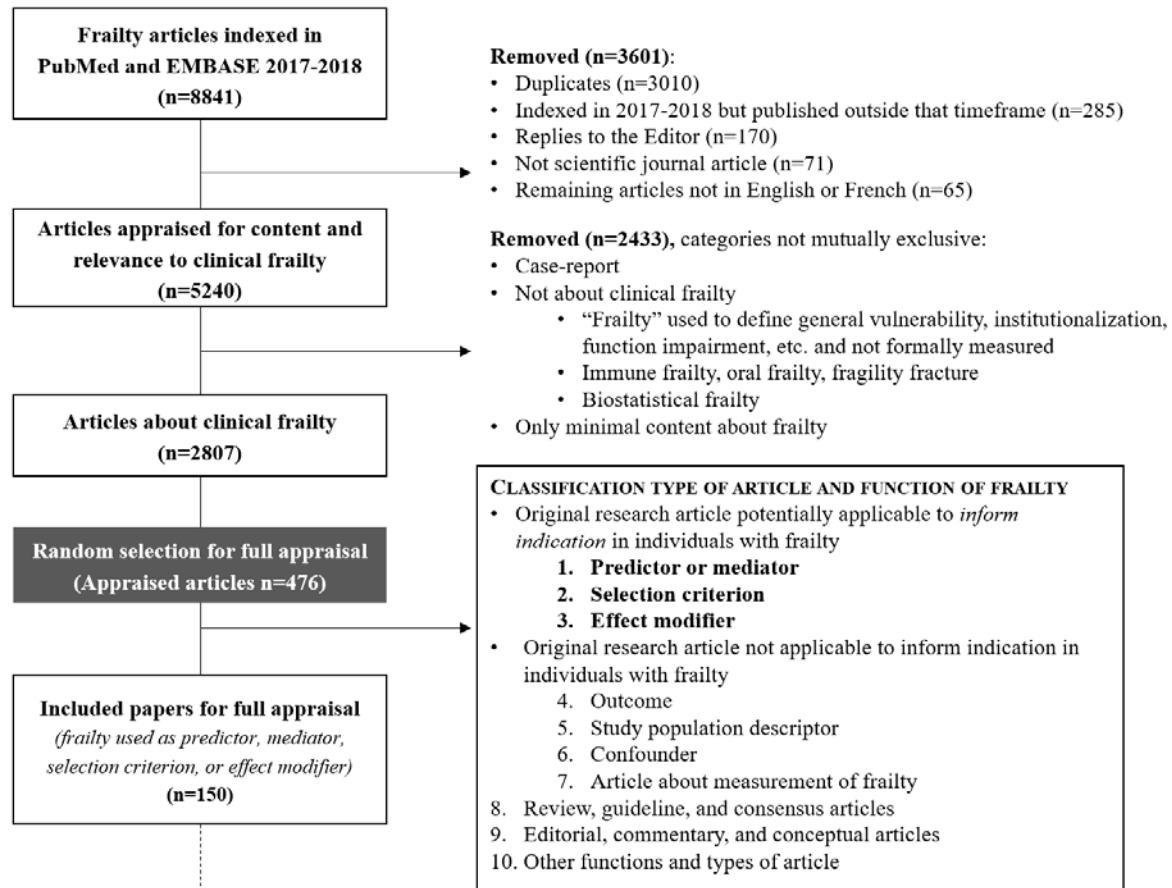 Frailty articles indexed in
PubMed and EMBASE 2017-2018
(n=8841)
Removed (n=3601):
• Duplicates (n=3010)
• Indexed in 2017-2018 but published outside that timeframe (n=285)
• Replies to the Editor (n=170)
• Not scientific journal article (n=71)
• Remaining articles not in English or French (n=65)
Articles appraised for content and
relevance to clinical frailty
(n=5240)
Removed (n=2433), categories not mutually exclusive:
• Case-report
• Not about clinical frailty
• “Frailty” used to define general vulnerability, institutionalization,
function impairment, etc. and not formally measured
• Immune frailty, oral frailty, fragility fracture
• Biostatistical frailty
• Only minimal content about frailty
Articles about clinical frailty
(n=2807)
Random selection for full appraisal
(Appraised articles n=476)
CLASSIFICATION TYPE OF ARTICLE AND FUNCTION OF FRAILTY
• Original research article potentially applicable to inform
indication in individuals with frailty
1. Predictor or mediator
2. Selection criterion
3. Effect modifier
• Original research article not applicable to inform indication in
individuals with frailty
4. Outcome
5. Study population descriptor
6. Confounder
7. Article about measurement of frailty
8. Review, guideline, and consensus articles
9. Editorial, commentary, and conceptual articles
10. Other functions and types of article
Included papers for full appraisal
(frailty used as predictor, mediator,
selection criterion, or effect modifier)
(n=150)